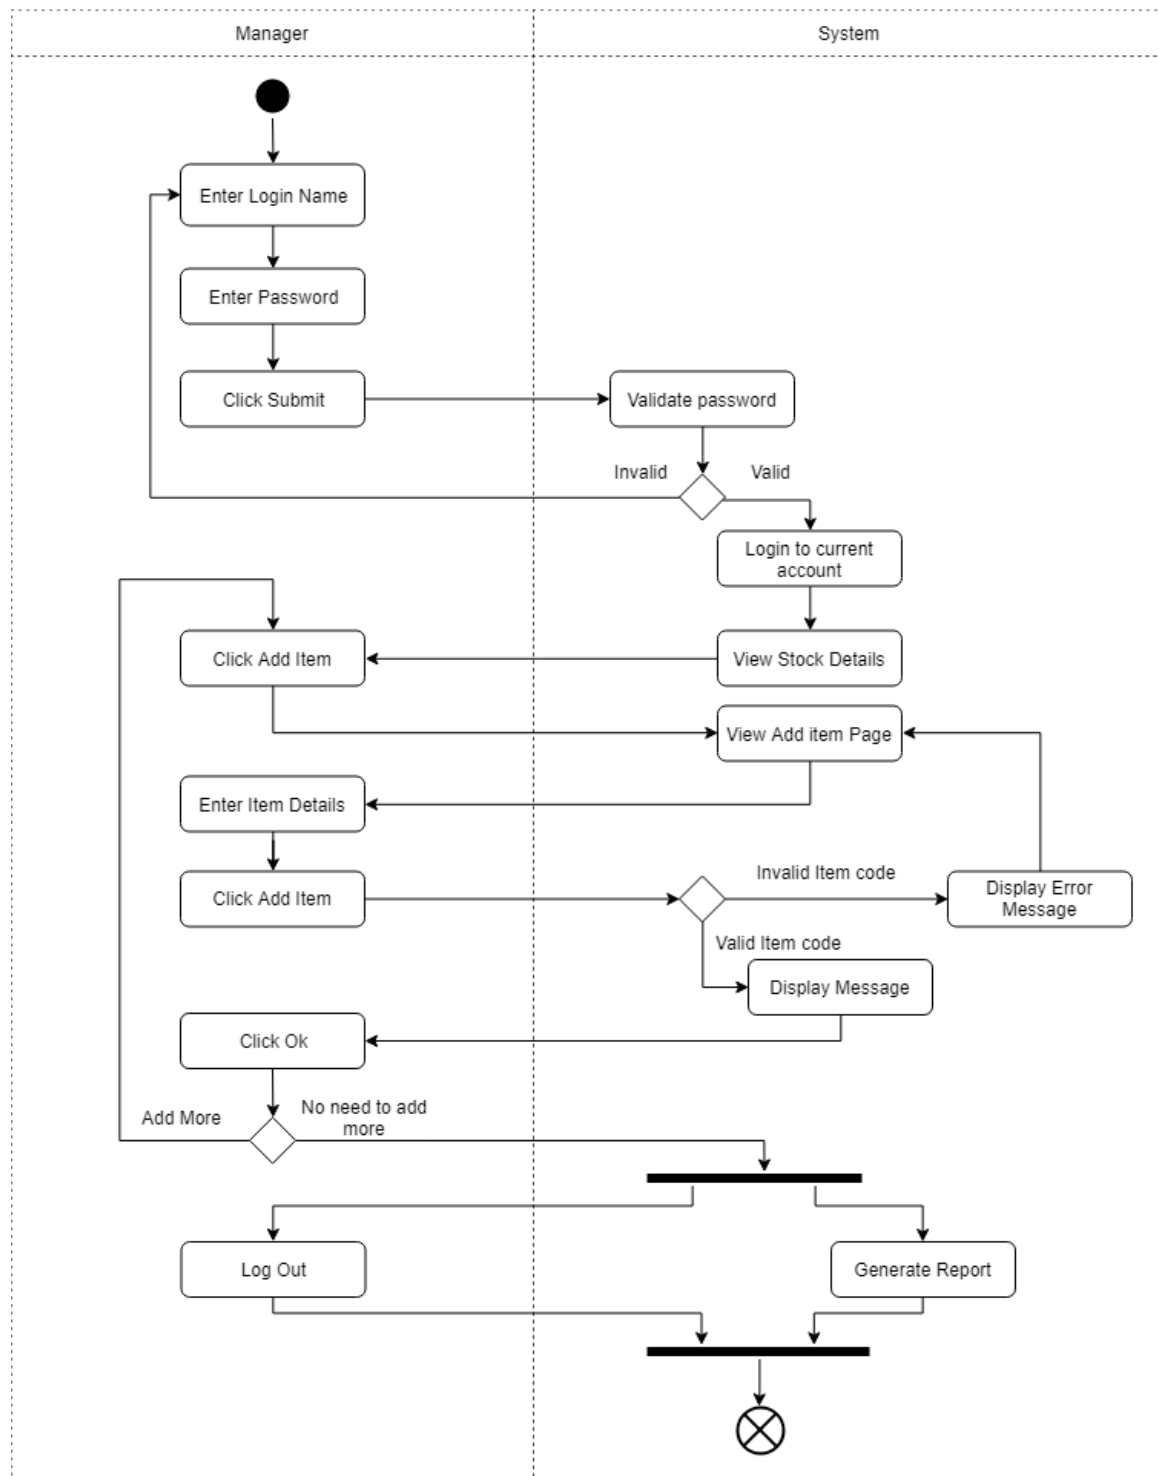 Manager
System
Enter Login Name
Enter Password
Click Submit
Validate password
Invalid
Valid
Login to current
account
Click Add Item
View Stock Details
View Add item Page
Enter Item Details
Invalid Item code
Click Add Item
Display Error
Message
Valid Item code
Display Message
Click Ok
Add More
No need to add
more
Log Out
Generate Report